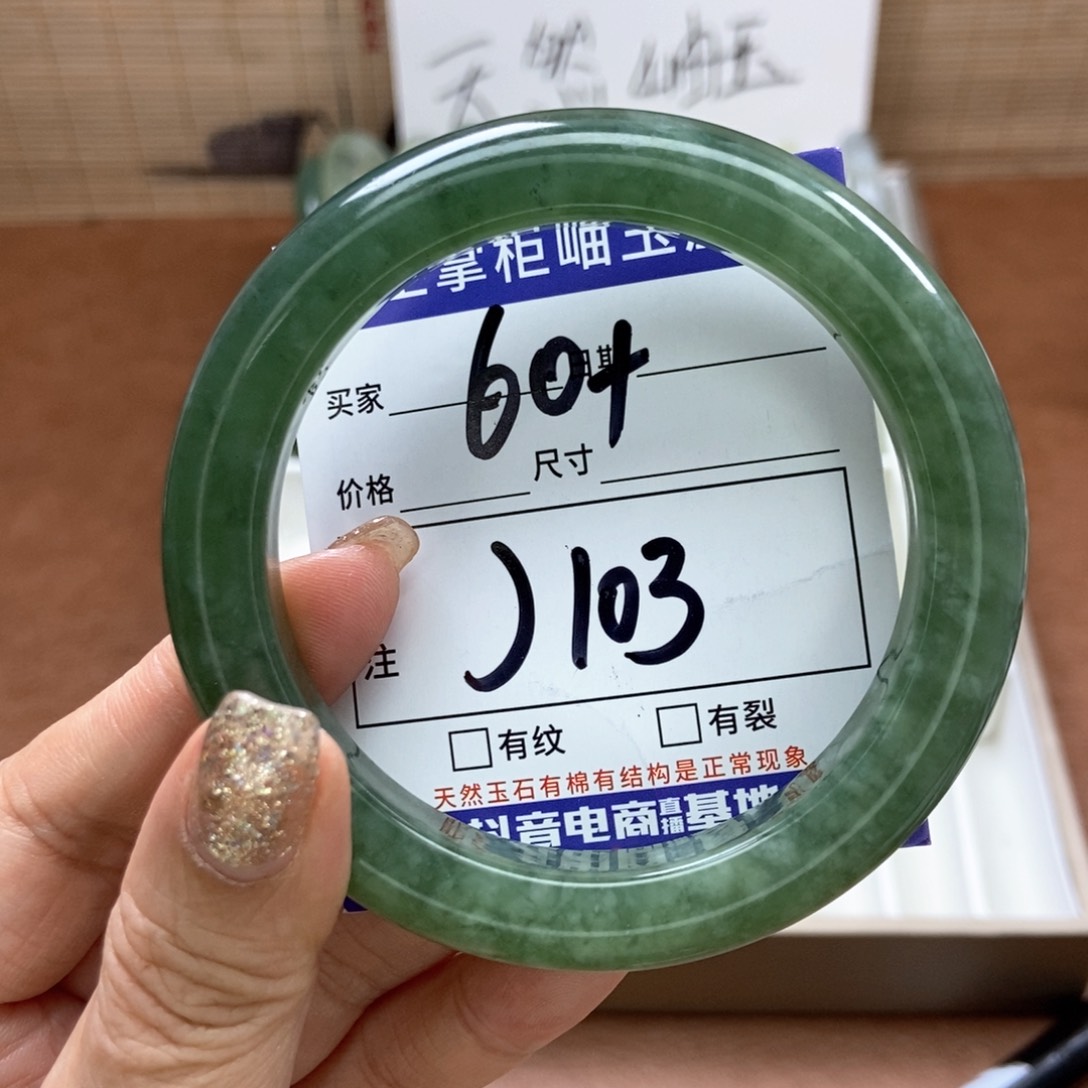 天然岫玉
掌柜岫玉
买家 604 日期
价格 尺寸
注 J103
有纹 有裂
天然玉石有棉有结构是正常现象
抖音电商直播基地